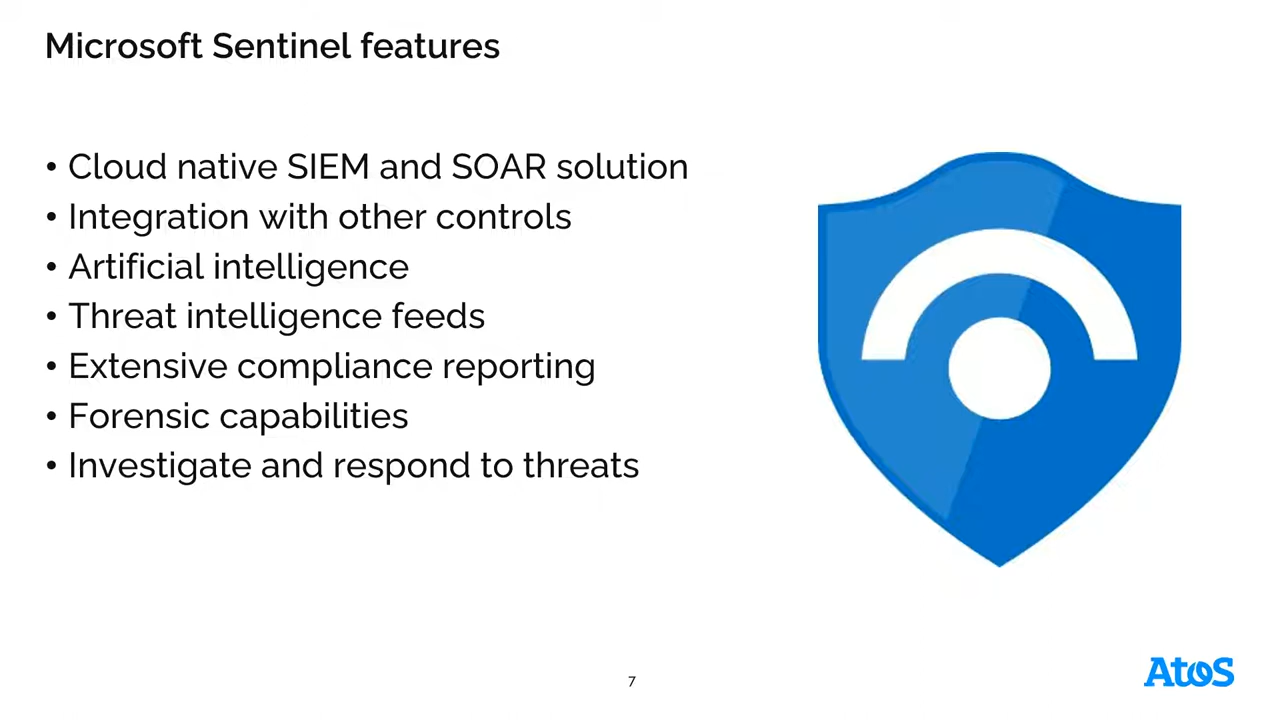 Microsoft Sentinel features
• Cloud native SIEM and SOAR solution
• Integration with other controls
• Artificial intelligence
• Threat intelligence feeds
• Extensive compliance reporting
• Forensic capabilities
• Investigate and respond to threats
7
Atos